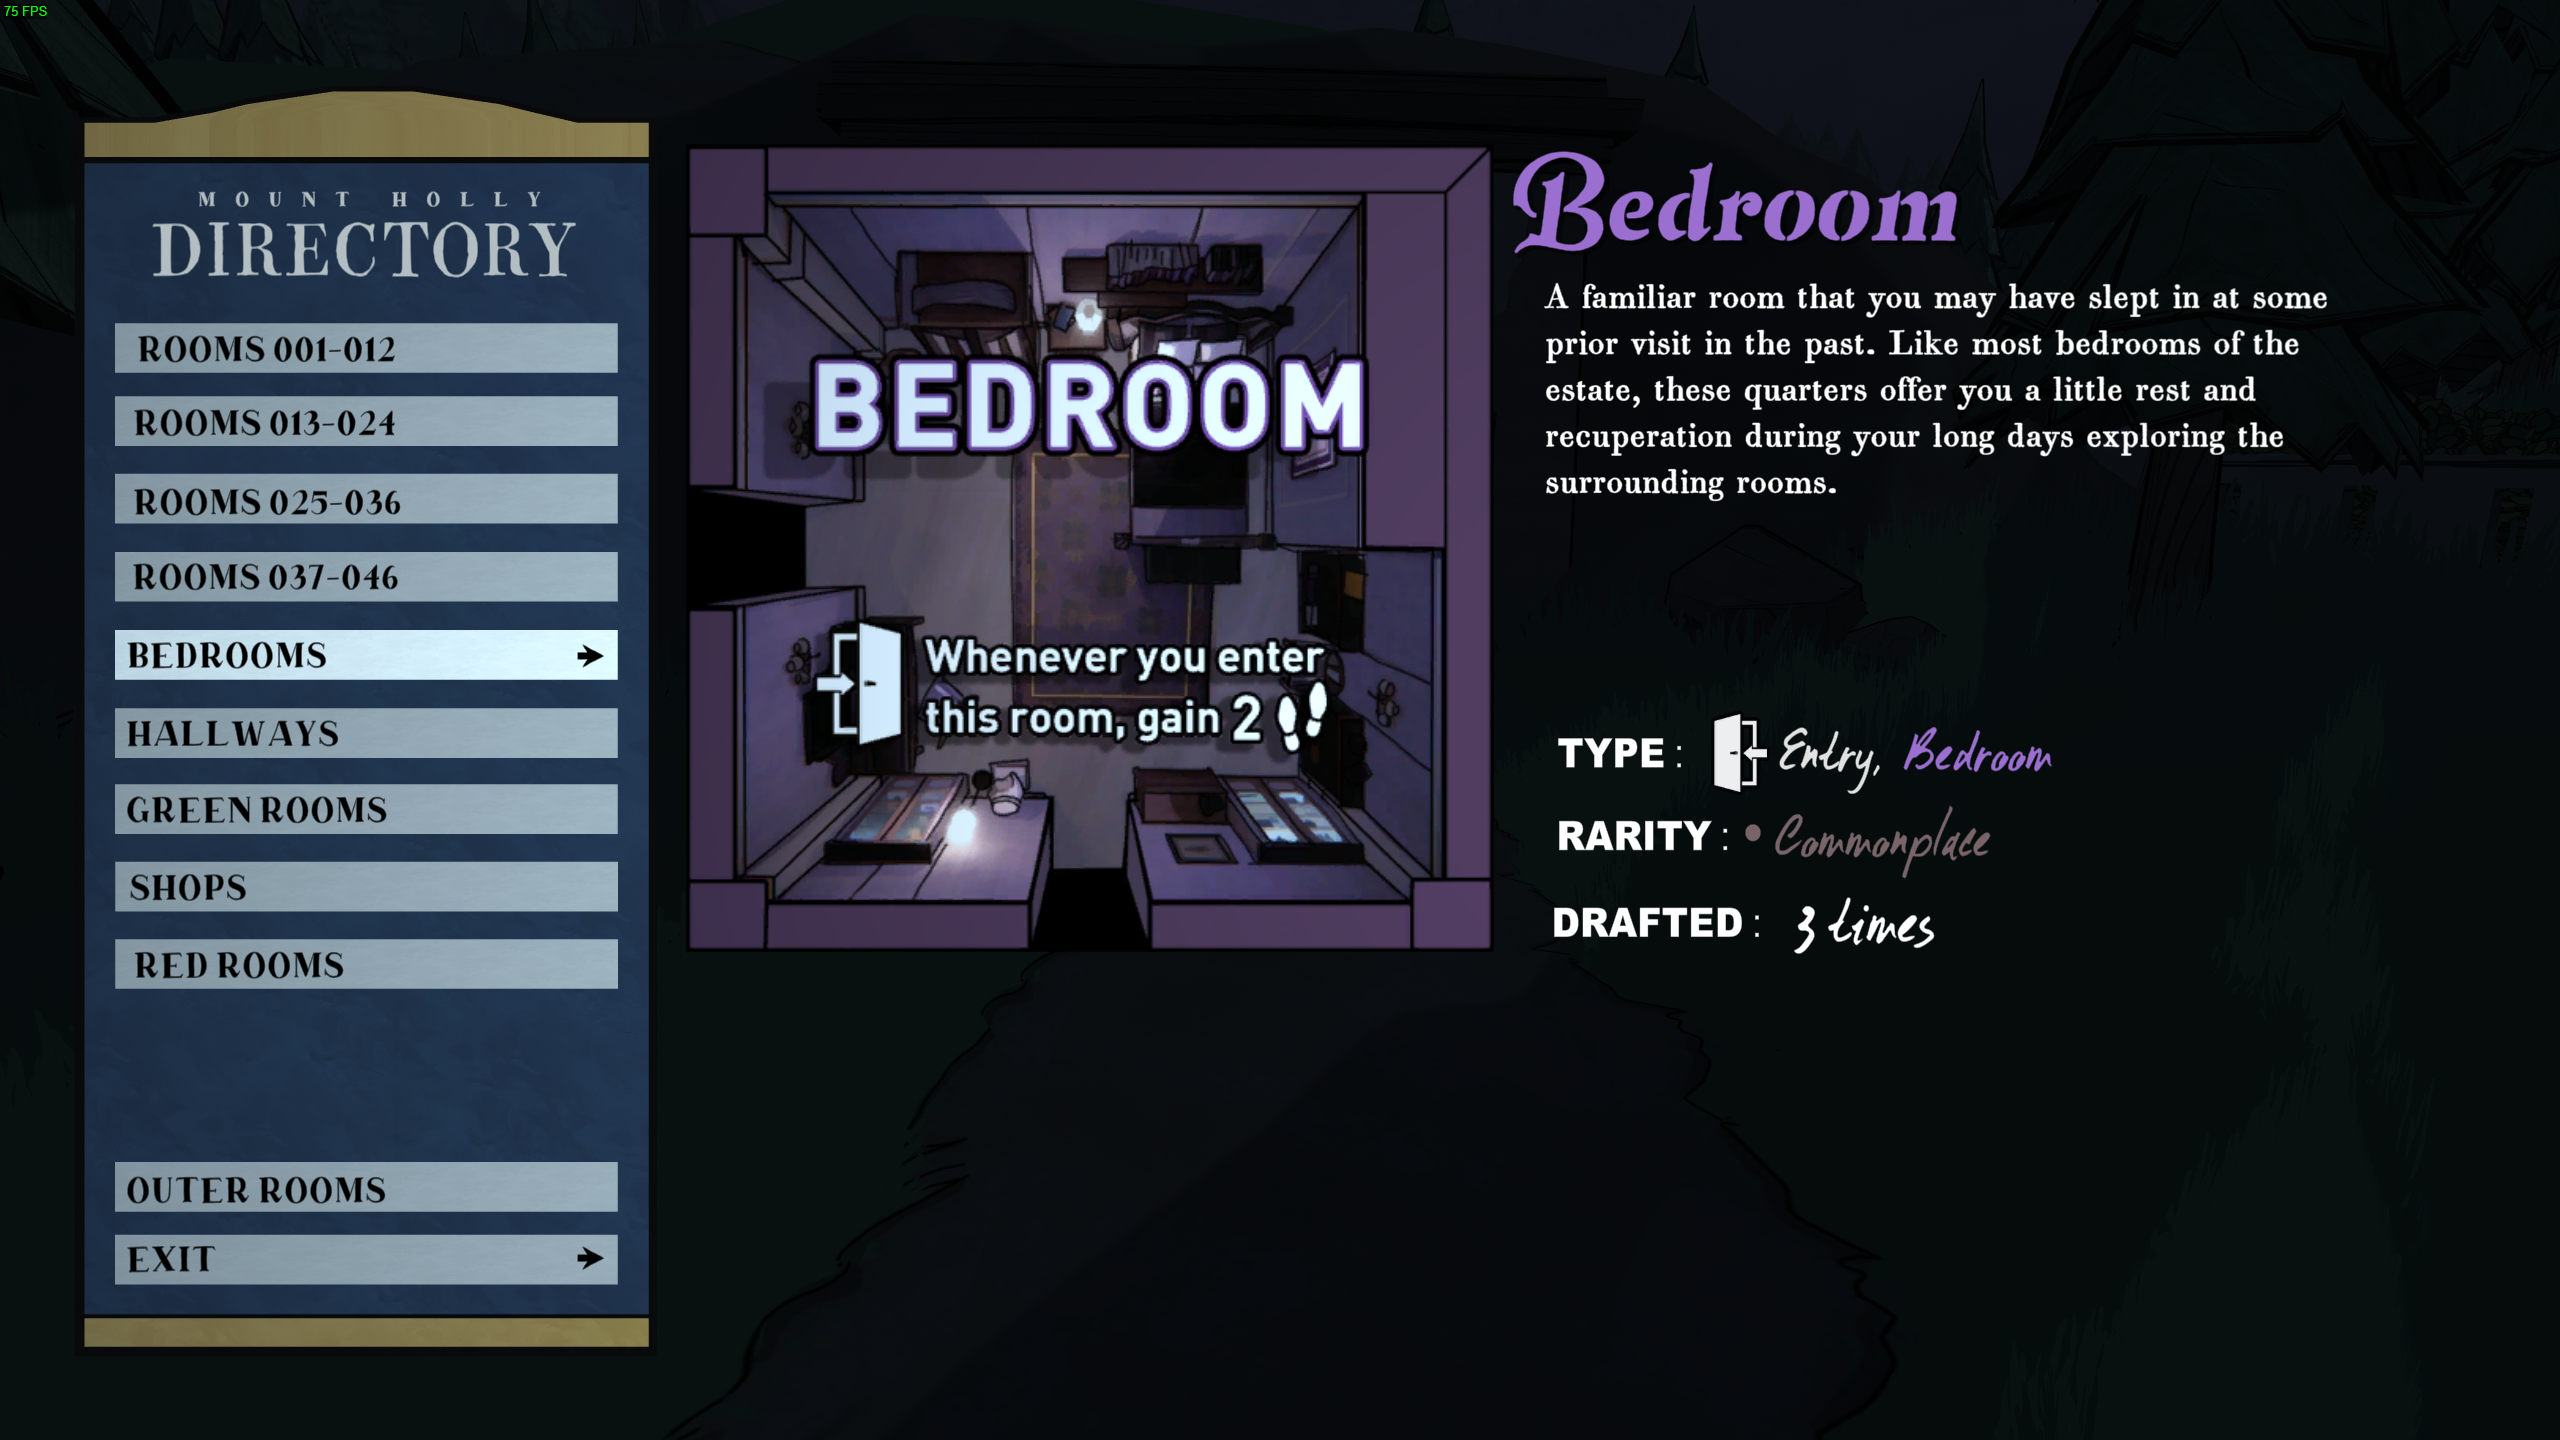 75 FPS
MOUNT HOLLY
DIRECTORY
ROOMS 001-012
ROOMS 013-024
ROOMS 025-036
ROOMS 037-046
BEDROOMS
HALLWAYS
GREEN ROOMS
SHOPS
RED ROOMS
OUTER ROOMS
EXIT
BEDROOM
Whenever you enter
this room, gain 2
Bedroom
A familiar room that you may have slept in at some
prior visit in the past. Like most bedrooms of the
estate, these quarters offer you a little rest and
recuperation during your long days exploring the
surrounding rooms.
TYPE : Entry, Bedroom
RARITY : • Commonplace
DRAFTED : 3 times